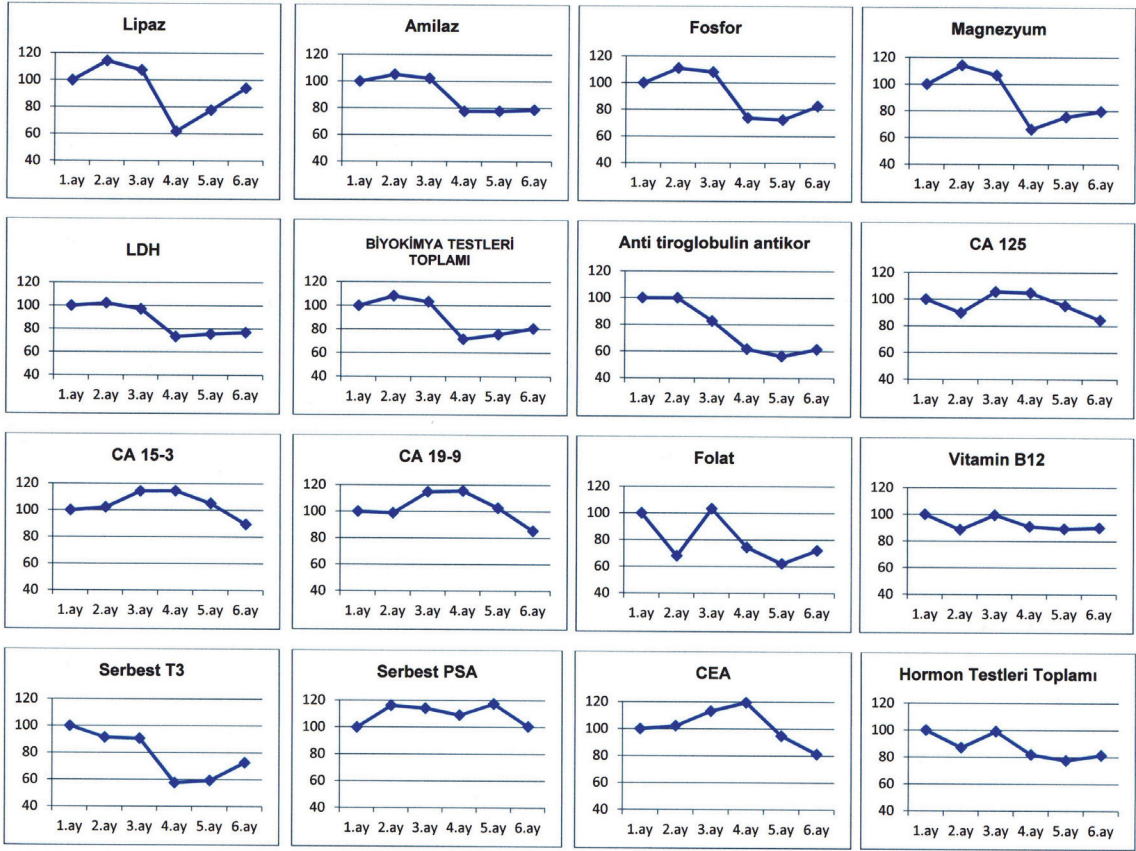 Lipaz
120
100
80
60
40
1.ay 2.ay 3.ay 4.ay 5.ay 6.ay
Amilaz
120
100
80
60
40
1.ay 2.ay 3.ay 4.ay 5.ay 6.ay
Fosfor
120
100
80
60
40
1.ay 2.ay 3.ay 4.ay 5.ay 6.ay
Magnezyum
120
100
80
60
40
1.ay 2.ay 3.ay 4.ay 5.ay 6.ay
LDH
120
100
80
60
40
1.ay 2.ay 3.ay 4.ay 5.ay 6.ay
BİYOKİMYA TESTLERİ
TOPLAMI
120
100
80
60
40
1.ay 2.ay 3.ay 4.ay 5.ay 6.ay
Anti tiroglobulin antikor
120
100
80
60
40
1.ay 2.ay 3.ay 4.ay 5.ay 6.ay
CA 125
120
100
80
60
40
1.ay 2.ay 3.ay 4.ay 5.ay 6.ay
CA 15-3
120
100
80
60
40
1.ay 2.ay 3.ay 4.ay 5.ay 6.ay
CA 19-9
120
100
80
60
40
1.ay 2.ay 3.ay 4.ay 5.ay 6.ay
Folat
120
100
80
60
40
1.ay 2.ay 3.ay 4.ay 5.ay 6.ay
Vitamin B12
120
100
80
60
40
1.ay 2.ay 3.ay 4.ay 5.ay 6.ay
Serbest T3
120
100
80
60
40
1.ay 2.ay 3.ay 4.ay 5.ay 6.ay
Serbest PSA
120
100
80
60
40
1.ay 2.ay 3.ay 4.ay 5.ay 6.ay
CEA
120
100
80
60
40
1.ay 2.ay 3.ay 4.ay 5.ay 6.ay
Hormon Testleri Toplamı
120
100
80
60
40
1.ay 2.ay 3.ay 4.ay 5.ay 6.ay